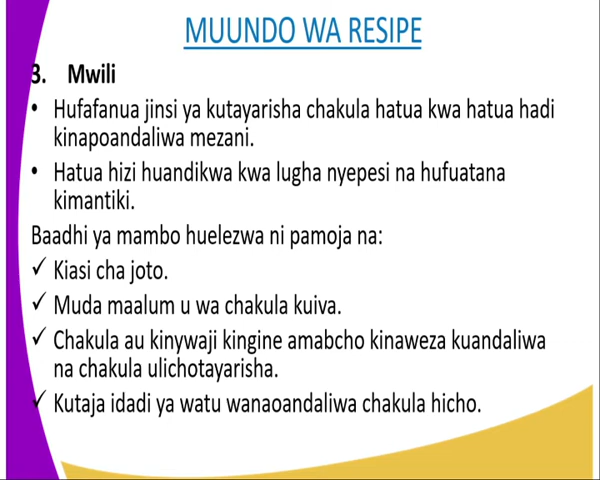 MUUNDO WA RESIPE
3. Mwili
• Hufafanua jinsi ya kutayarisha chakula hatua kwa hatua hadi
kinapoandaliwa mezani.
• Hatua hizi huandikwa kwa lugha nyepesi na hufuatana
kimantiki.
Baadhi ya mambo huelezwa ni pamoja na:
✓ Kiasi cha joto.
✓ Muda maalum u wa chakula kuiva.
✓ Chakula au kinywaji kingine amabcho kinaweza kuandaliwa
na chakula ulichotayarisha.
✓ Kutaja idadi ya watu wanaoandaliwa chakula hicho.